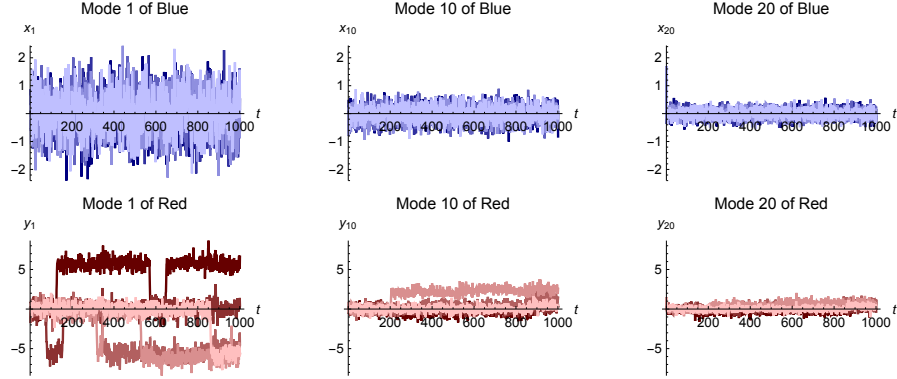 Mode 1 of Blue
Mode 10 of Blue
Mode 20 of Blue
x1
x10
x20
2
1
-1
-2
200 400 600 800 1000
t
2
1
-1
-2
200 400 600 800 1000
t
2
1
-1
-2
200 400 600 800 1000
t
Mode 1 of Red
Mode 10 of Red
Mode 20 of Red
y1
y10
y20
5
-5
200 400 600 800 1000
t
5
-5
200 400 600 800 1000
t
5
-5
200 400 600 800 1000
t